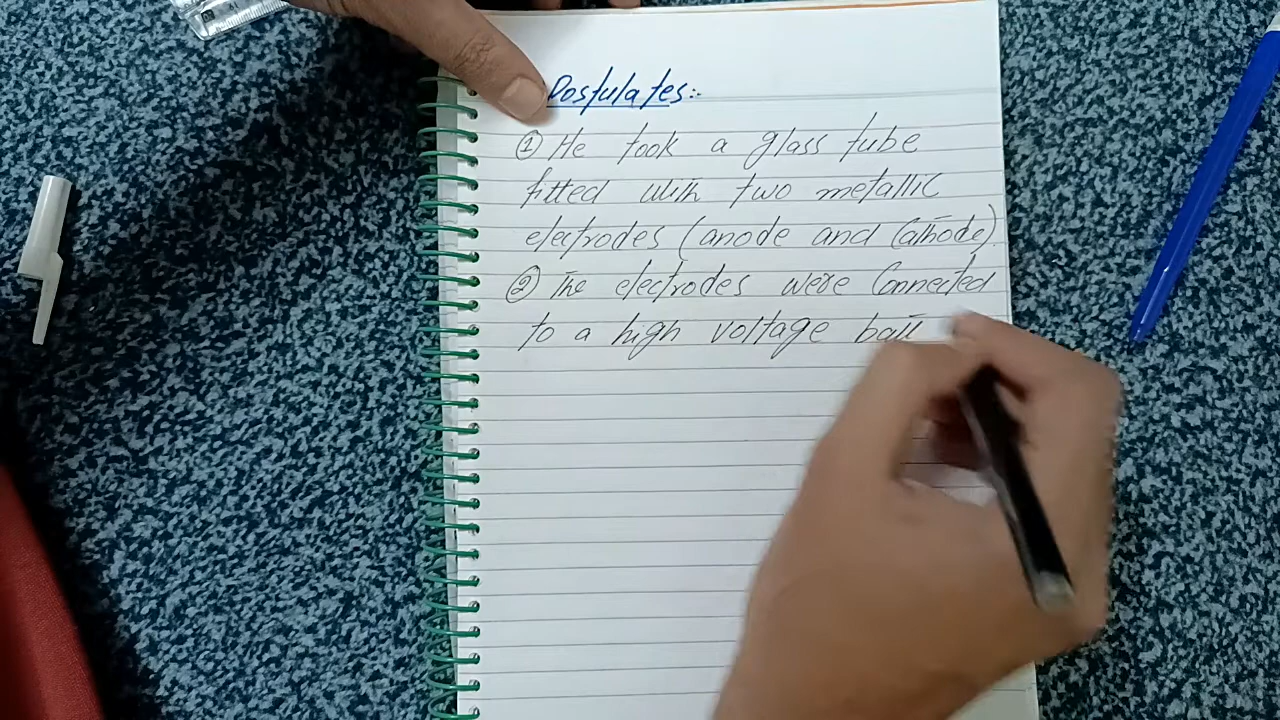 Postulates:-
① He took a glass tube
fitted with two metallic
electrodes (anode and Cathode).
② The electrodes were Connected
to a high voltage batt